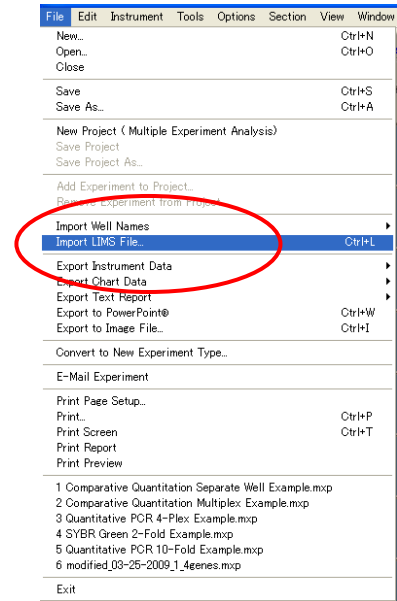 File Edit Instrument Tools Options Section View Window
New... Ctrl+N
Open... Ctrl+O
Close
Save Ctrl+S
Save As... Ctrl+A
New Project ( Multiple Experiment Analysis)
Save Project
Save Project As...
Add Experiment to Project...
Remove Experiment from Project
Import Well Names
Import LIMS File... Ctrl+L
Export Instrument Data
Export Chart Data
Export Text Report
Export to PowerPoint® Ctrl+W
Export to Image File... Ctrl+I
Convert to New Experiment Type...
E-Mail Experiment
Print Page Setup...
Print... Ctrl+P
Print Screen Ctrl+T
Print Report
Print Preview
1 Comparative Quantitation Separate Well Example.mxp
2 Comparative Quantitation Multiplex Example.mxp
3 Quantitative PCR 4-Plex Example.mxp
4 SYBR Green 2-Fold Example.mxp
5 Quantitative PCR 10-Fold Example.mxp
6 modified_03-25-2009_1_4genes.mxp
Exit